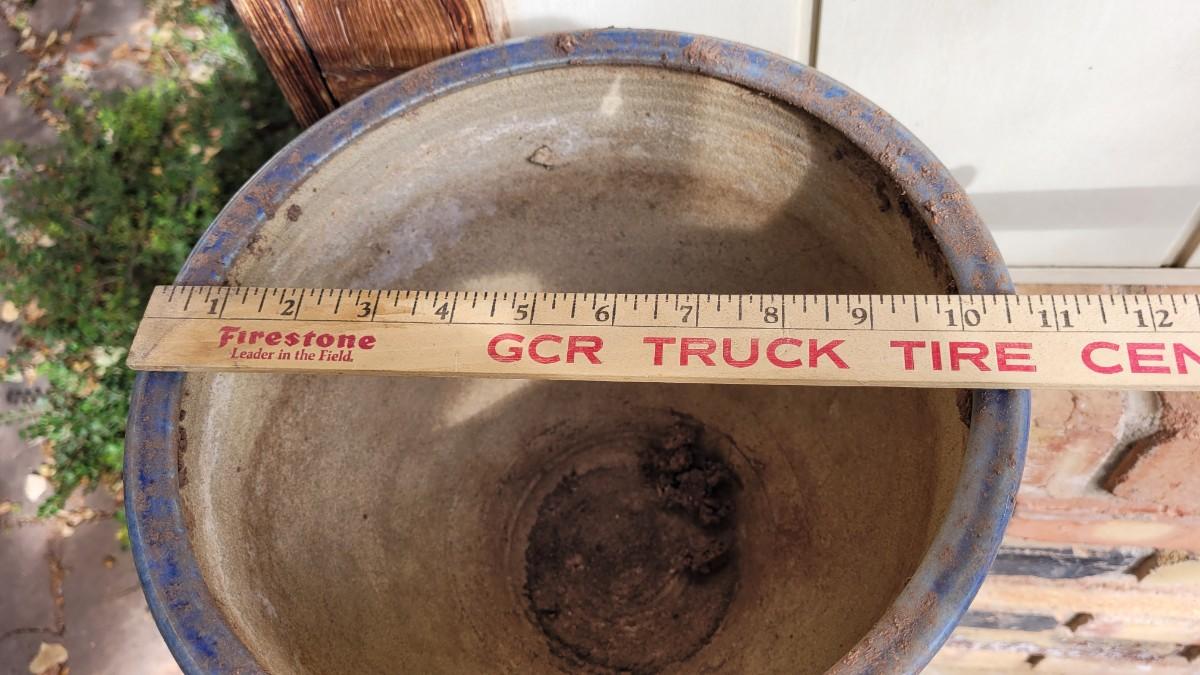 1 2 3 4 5 6 7 8 9 10 11 12
Firestone GCR TRUCK TIRE CEN
Leader in the Field.